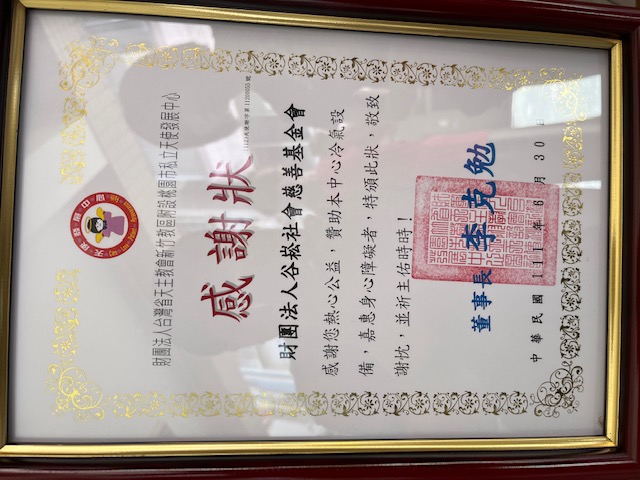 財團法人台灣省天主教會新竹教區附設桃園市私立天使發展中心
感謝狀
財團法人谷崧社會慈善基金會
感謝您熱心公益，贊助本中心冷氣設
備，嘉惠身心障礙者，特頒此狀，敬致
謝忱，並祈主佑時時！
董事長 李克勉
中華民國 111 年 6 月 30